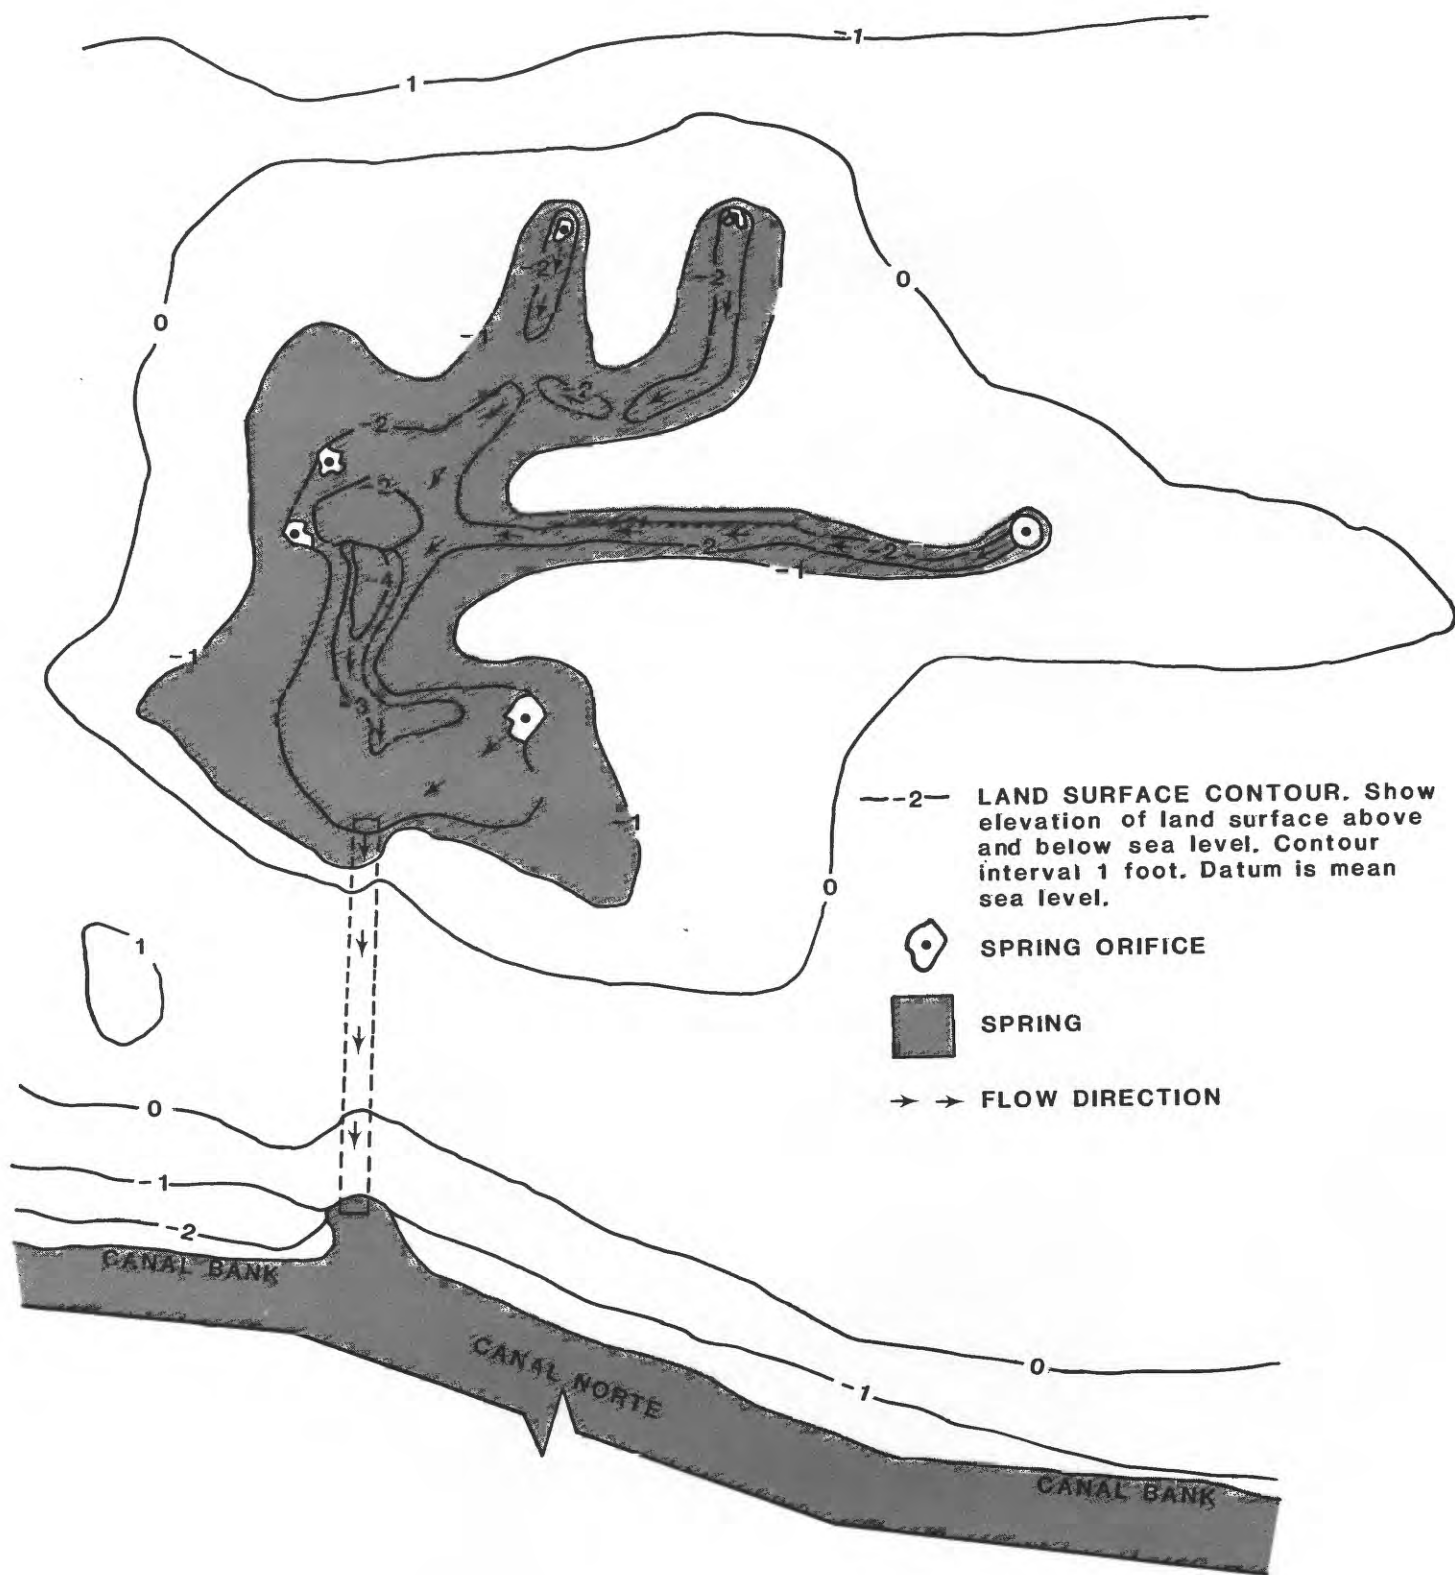 -1
1
0
0
-2
-2
-1
-2
-2
-2
-4
2
-2
-1
-1
-3
-1
0
1
—-2— LAND SURFACE CONTOUR. Show
elevation of land surface above
and below sea level. Contour
interval 1 foot. Datum is mean
sea level.
SPRING ORIFICE
SPRING
FLOW DIRECTION
0
-1
-2
CANAL BANK
CANAL NORTE
0
-1
CANAL BANK